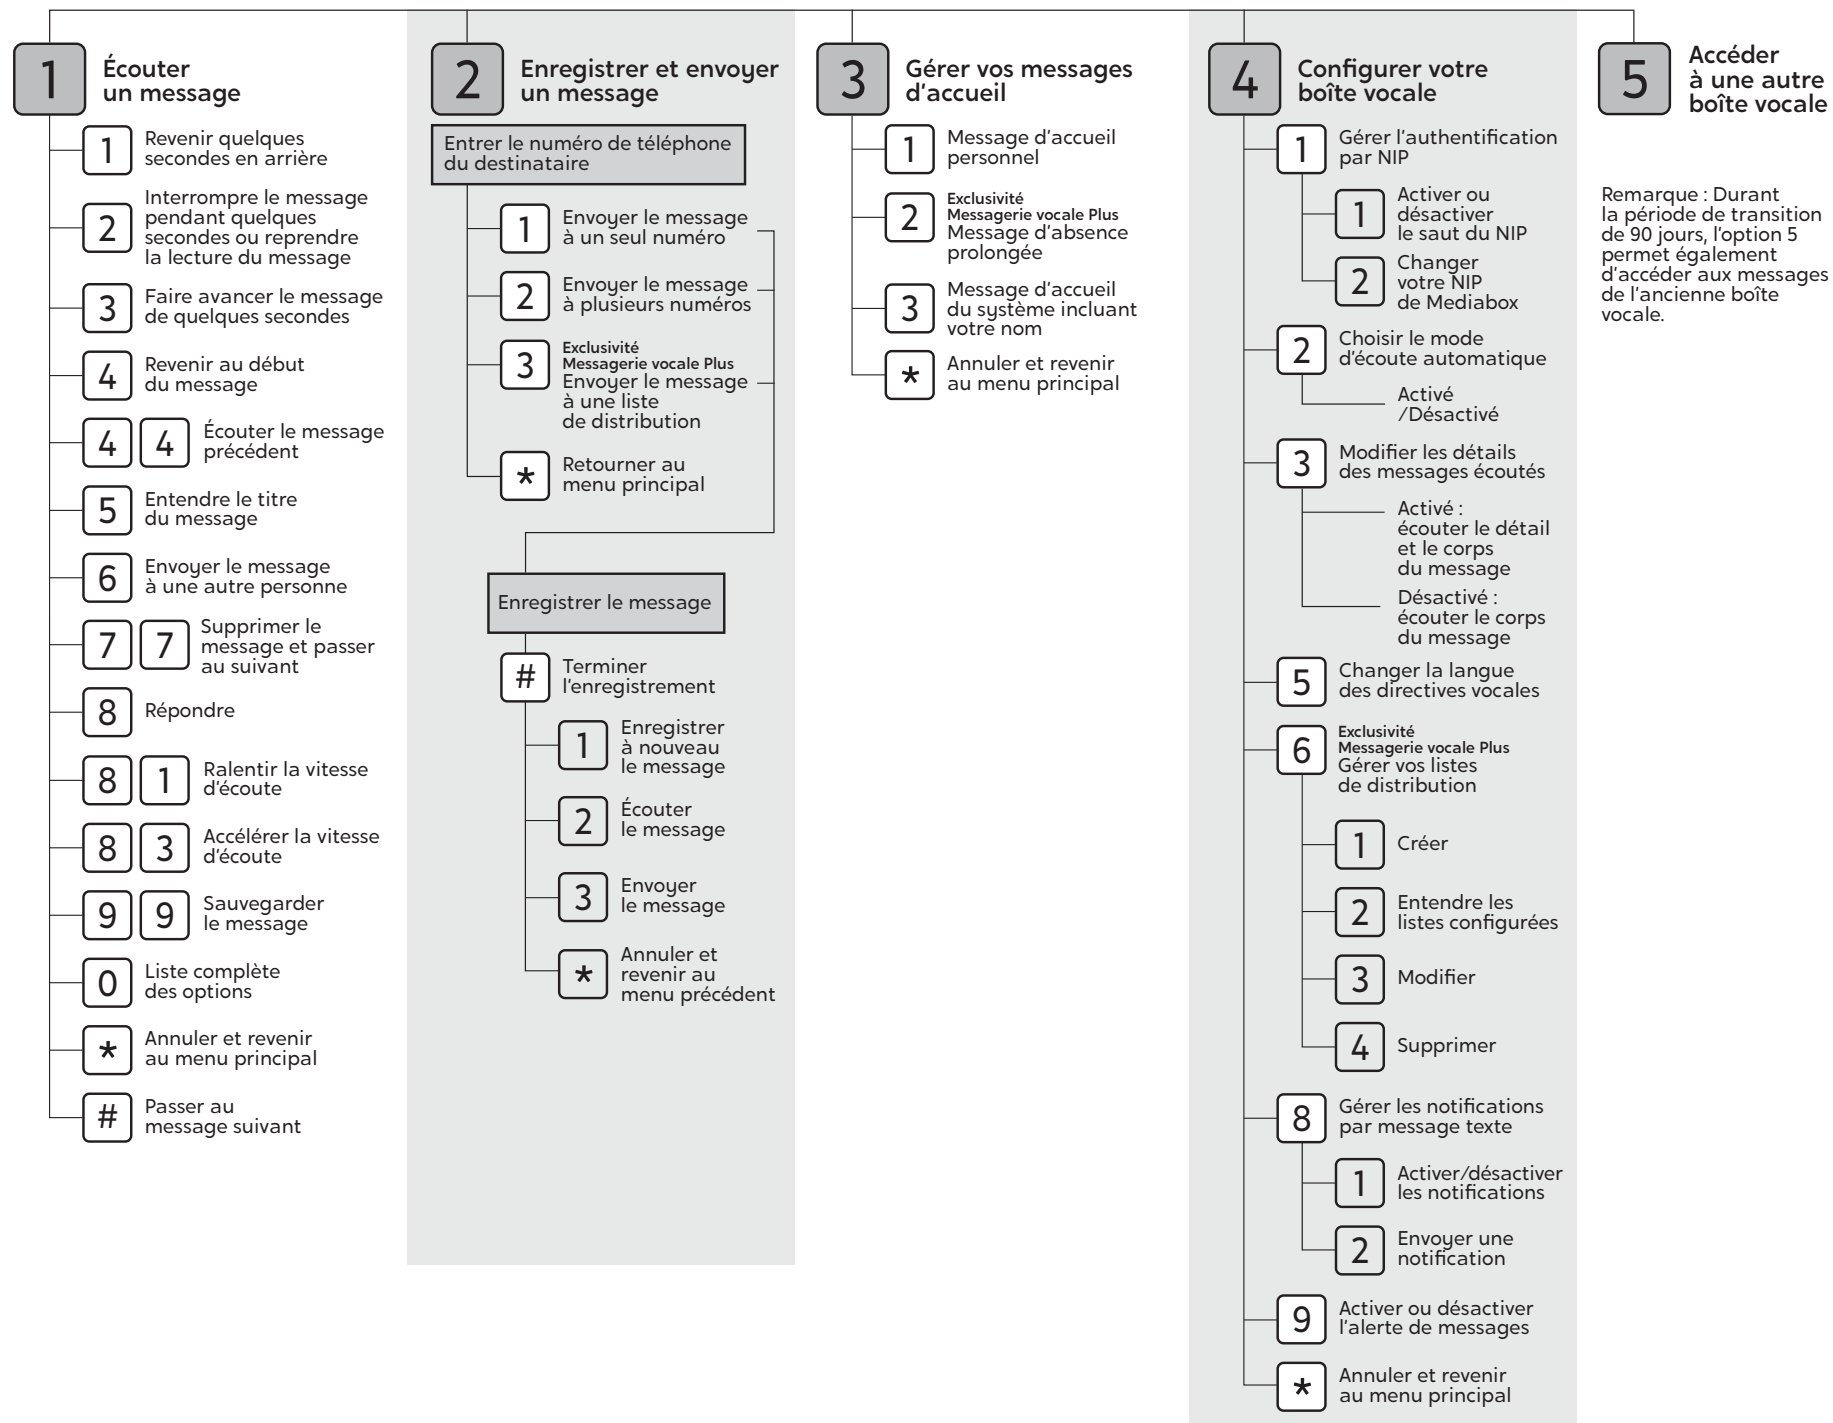 1
Écouter
un message
1
Revenir quelques
secondes en arrière
2
Interrompre le message
pendant quelques
secondes ou reprendre
la lecture du message
3
Faire avancer le message
de quelques secondes
4
Revenir au début
du message
4 4
Écouter le message
précédent
5
Entendre le titre
du message
6
Envoyer le message
à une autre personne
7 7
Supprimer le
message et passer
au suivant
8
Répondre
8 1
Ralentir la vitesse
d'écoute
8 3
Accélérer la vitesse
d'écoute
9 9
Sauvegarder
le message
0
Liste complète
des options
*
Annuler et revenir
au menu principal
#
Passer au
message suivant
2
Enregistrer et envoyer
un message
Entrer le numéro de téléphone
du destinataire
1
Envoyer le message
à un seul numéro
2
Envoyer le message
à plusieurs numéros
3
Exclusivité
Messagerie vocale Plus
Envoyer le message
à une liste
de distribution
*
Retourner au
menu principal
Enregistrer le message
#
Terminer
l'enregistrement
1
Enregistrer
à nouveau
le message
2
Écouter
le message
3
Envoyer
le message
*
Annuler et
revenir au
menu précédent
3
Gérer vos messages
d'accueil
1
Message d'accueil
personnel
2
Exclusivité
Messagerie vocale Plus
Message d'absence
prolongée
3
Message d'accueil
du système incluant
votre nom
*
Annuler et revenir
au menu principal
4
Configurer votre
boîte vocale
1
Gérer l'authentification
par NIP
1
Activer ou
désactiver
le saut du NIP
2
Changer
votre NIP
de Mediabox
2
Choisir le mode
d'écoute automatique
Activé
/Désactivé
3
Modifier les détails
des messages écoutés
Activé :
écouter le détail
et le corps
du message
Désactivé :
écouter le corps
du message
5
Changer la langue
des directives vocales
6
Exclusivité
Messagerie vocale Plus
Gérer vos listes
de distribution
1
Créer
2
Entendre les
listes configurées
3
Modifier
4
Supprimer
8
Gérer les notifications
par message texte
1
Activer/désactiver
les notifications
2
Envoyer une
notification
9
Activer ou désactiver
l'alerte de messages
*
Annuler et revenir
au menu principal
5
Accéder
à une autre
boîte vocale
Remarque : Durant
la période de transition
de 90 jours, l'option 5
permet également
d'accéder aux messages
de l'ancienne boîte
vocale.